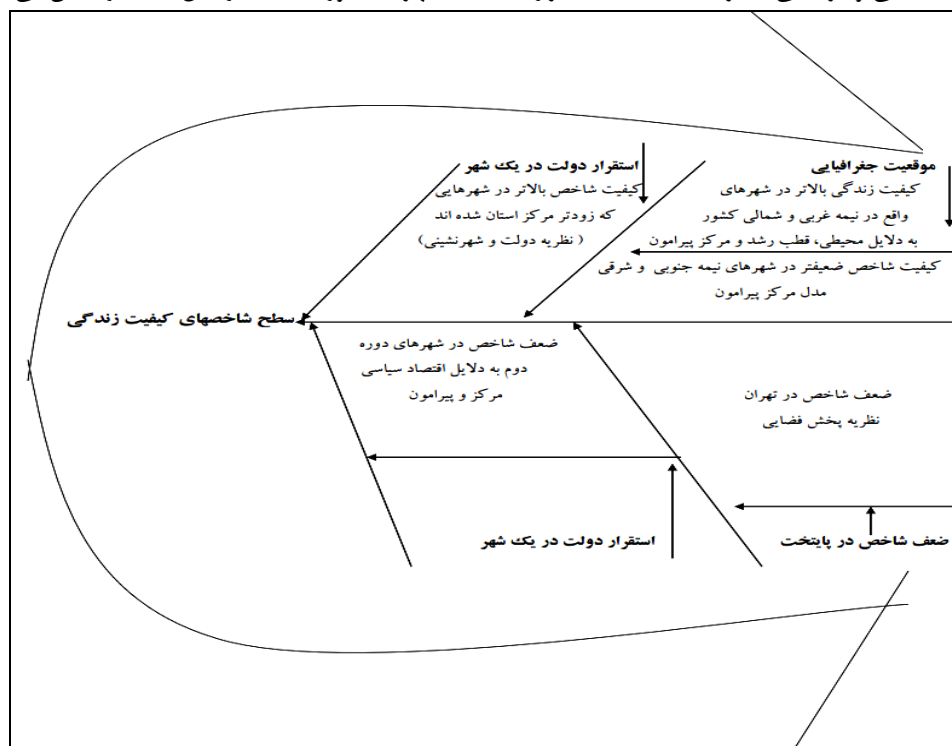 موقعیت جغرافیایی
کیفیت زندگی بالاتر در شهرهای
واقع در نیمه غربی و شمالی کشور
به دلایل محیطی، قطب رشد و مرکز پیرامون
کیفیت شاخص ضعیفتر در شهرهای نیمه جنوبی و شرقی
مدل مرکز پیرامون
استقرار دولت در یک شهر
کیفیت شاخص بالاتر در شهرهایی
که زودتر مرکز استان شده اند
( نظریه دولت و شهرنشینی)
سطح شاخصهای کیفیت زندگی
ضعف شاخص در شهرهای دوره
دوم به دلایل اقتصاد سیاسی
مرکز و پیرامون
ضعف شاخص در تهران
نظریه پخش فضایی
ضعف شاخص در پایتخت
استقرار دولت در یک شهر